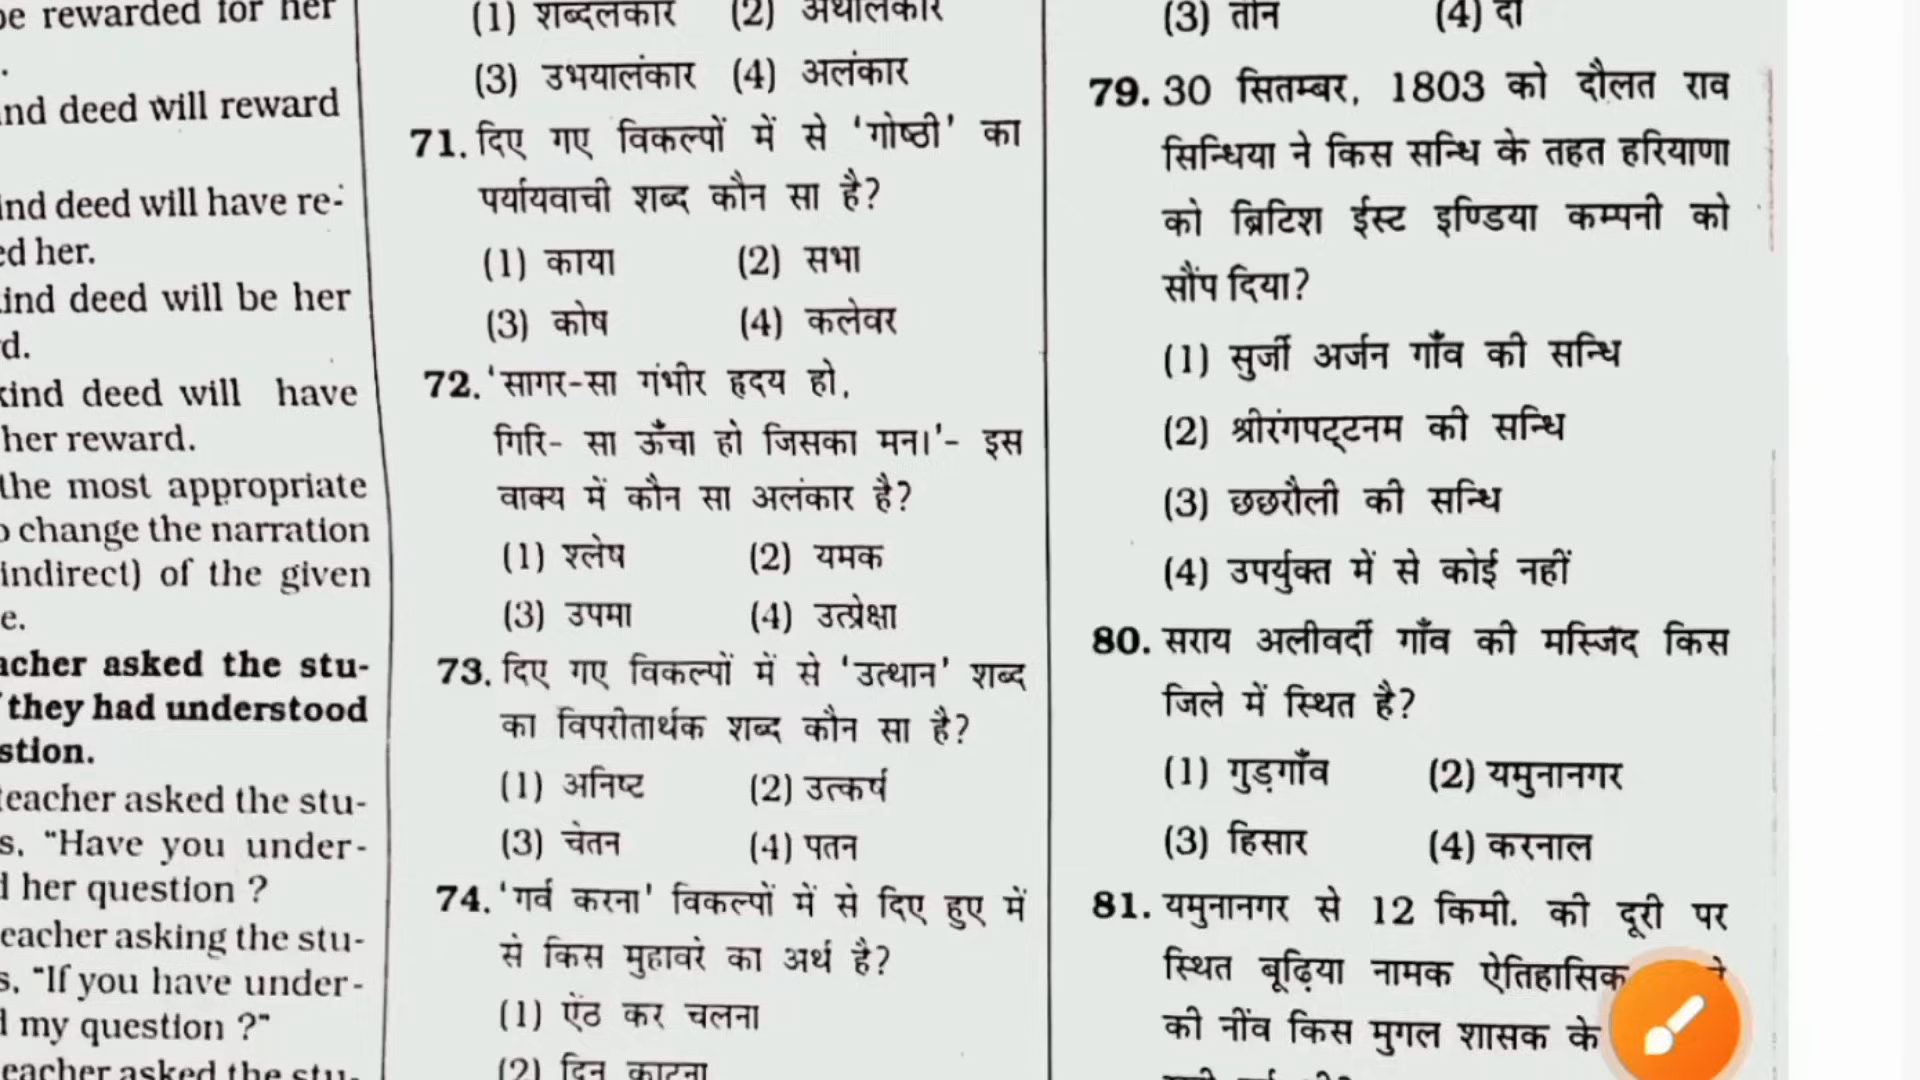 be rewarded for her
.
ind deed will reward
ind deed will have re-
ed her.
kind deed will be her
d.
kind deed will have
her reward.
the most appropriate
o change the narration
indirect) of the given
e.
acher asked the stu-
they had understood
stion.
teacher asked the stu-
s, "Have you under-
d her question ?
eacher asking the stu-
s, "If you have under-
d my question ?"
eacher asked the stu-
(1) शब्दलंकार (2) अर्थालंकार
(3) उभयालंकार (4) अलंकार
71. दिए गए विकल्पों में से 'गोष्ठी' का
पर्यायवाची शब्द कौन सा है?
(1) काया (2) सभा
(3) कोष (4) कलेवर
72. 'सागर-सा गंभीर हृदय हो,
गिरि- सा ऊँचा हो जिसका मन।'- इस
वाक्य में कौन सा अलंकार है?
(1) श्लेष (2) यमक
(3) उपमा (4) उत्प्रेक्षा
73. दिए गए विकल्पों में से 'उत्थान' शब्द
का विपरीतार्थक शब्द कौन सा है?
(1) अनिष्ट (2) उत्कर्ष
(3) चेतन (4) पतन
74. 'गर्व करना' विकल्पों में से दिए हुए में
से किस मुहावरे का अर्थ है?
(1) ऐंठ कर चलना
(2) दिन काटना
(3) तीन (4) दो
79. 30 सितम्बर, 1803 को दौलत राव
सिन्धिया ने किस सन्धि के तहत हरियाणा
को ब्रिटिश ईस्ट इण्डिया कम्पनी को
सौंप दिया?
(1) सुर्जी अर्जन गाँव की सन्धि
(2) श्रीरंगपट्टनम की सन्धि
(3) छछरौली की सन्धि
(4) उपर्युक्त में से कोई नहीं
80. सराय अलीवर्दी गाँव की मस्जिद किस
जिले में स्थित है?
(1) गुड़गाँव (2) यमुनानगर
(3) हिसार (4) करनाल
81. यमुनानगर से 12 किमी. की दूरी पर
स्थित बूढ़िया नामक ऐतिहासिक
की नींव किस मुगल शासक के